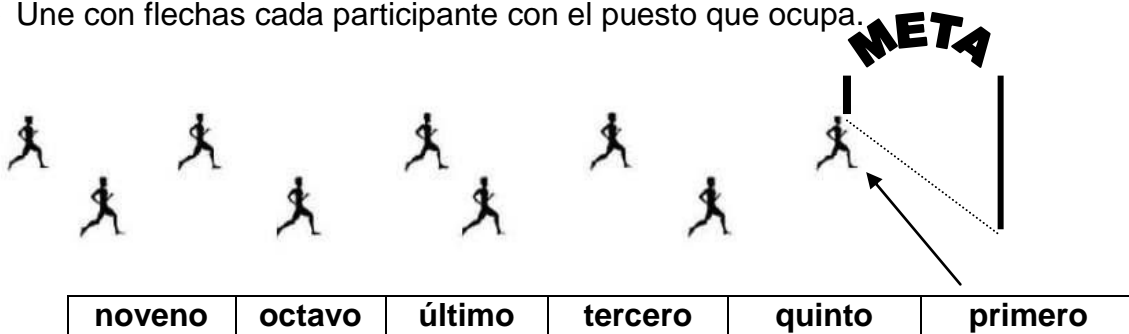 Une con flechas cada participante con el puesto que ocupa.
META
noveno octavo último tercero quinto primero